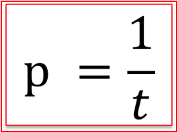 p = 1/t